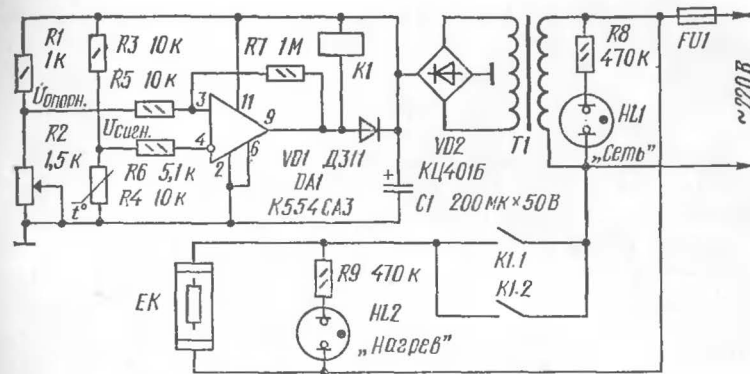 R1
1к
R3 10к
R7 1М
K1
R8
470к
FU1
~220В
R5 10к
Uопорн.
3
11
9
HL1
Uсигн.
4
6
2
R2
1,5к
R6 5,1к
R4 10к
t°
VD1 Д311
DA1
К554СА3
VD2
КЦ401Б
T1
„Сеть"
+
C1 200мк×50В
K1.1
R9 470к
K1.2
EK
HL2
„Нагрев"